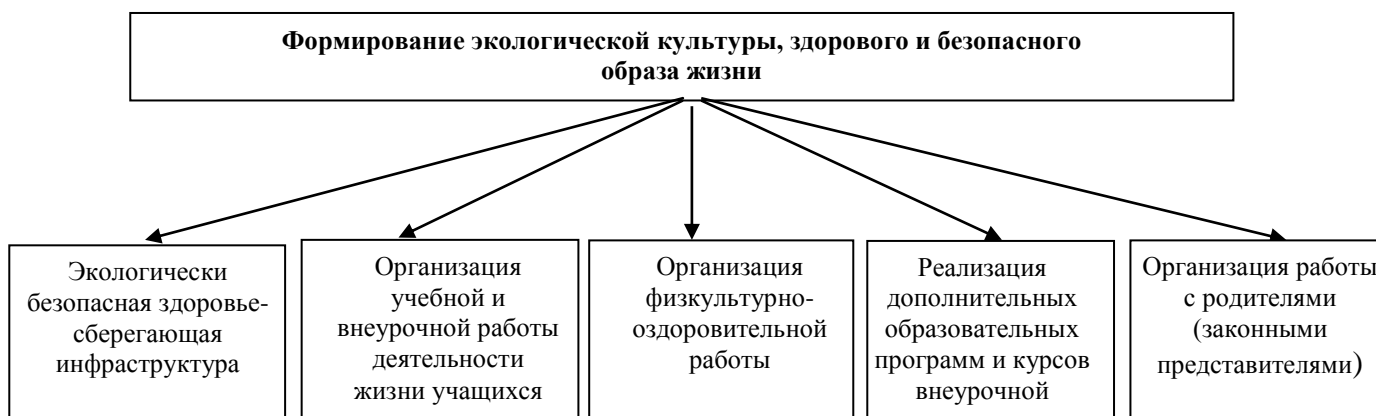 Формирование экологической культуры, здорового и безопасного
образа жизни
Экологически
безопасная здоровье-
сберегающая
инфраструктура
Организация
учебной и
внеурочной работы
деятельности
жизни учащихся
Организация
физкультурно-
оздоровительной
работы
Реализация
дополнительных
образовательных
программ и курсов
внеурочной
Организация работы
с родителями
(законными
представителями)